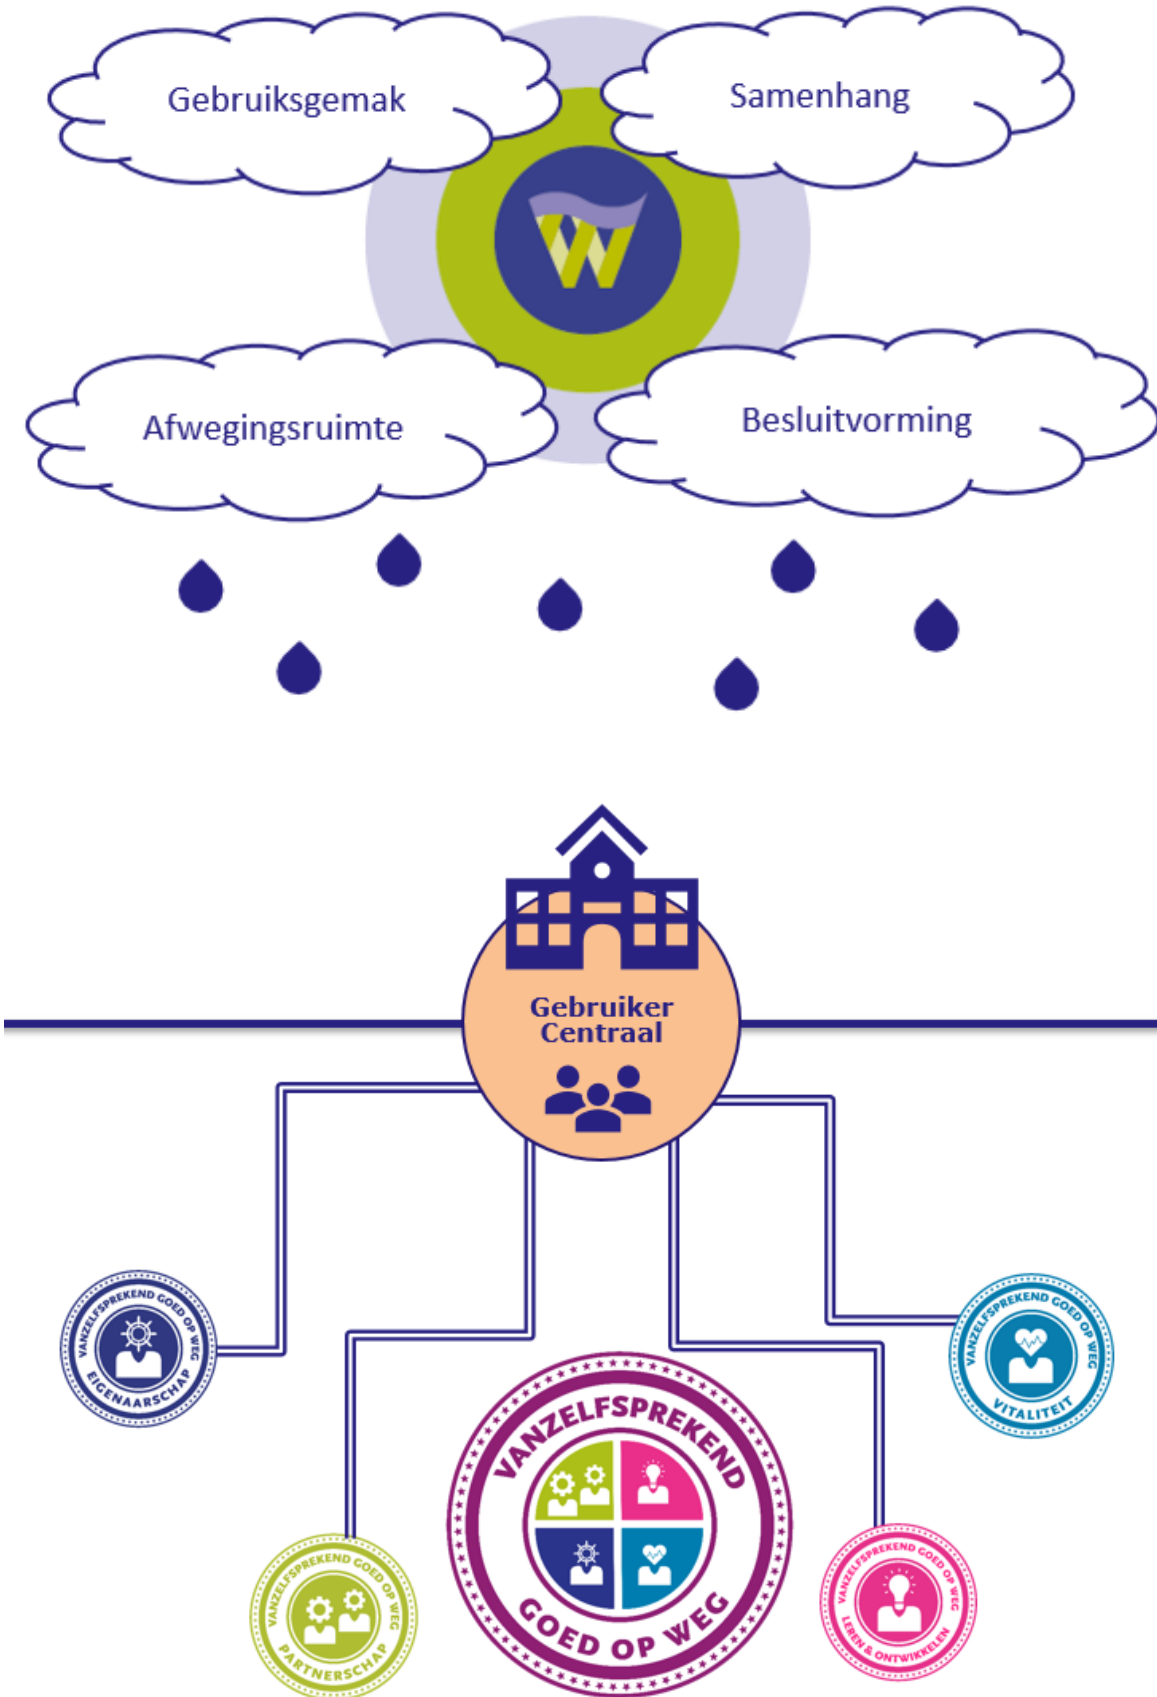 Gebruiksgemak
Samenhang
Afwegingsruimte
Besluitvorming
Gebruiker
Centraal
VANZELFSPREKEND GOED OP WEG
EIGENAARSCHAP
VANZELFSPREKEND GOED OP WEG
VITALITEIT
VANZELFSPREKEND
GOED OP WEG
VANZELFSPREKEND GOED OP WEG
PARTNERSCHAP
VANZELFSPREKEND GOED OP WEG
LEREN & ONTWIKKELEN